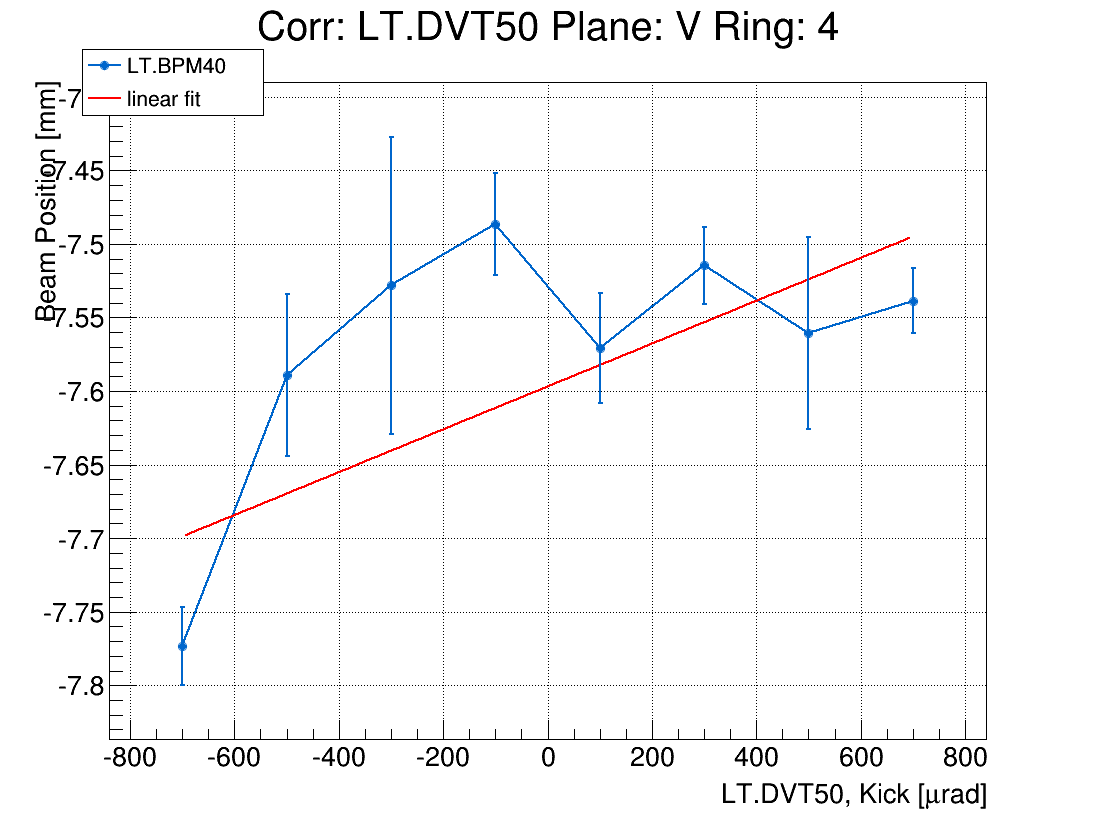 Corr: LT.DVT50 Plane: V Ring: 4
LT.BPM40
linear fit
Beam Position [mm]
-7
-7.45
-7.5
-7.55
-7.6
-7.65
-7.7
-7.75
-7.8
-800 -600 -400 -200 0 200 400 600 800
LT.DVT50, Kick [μrad]